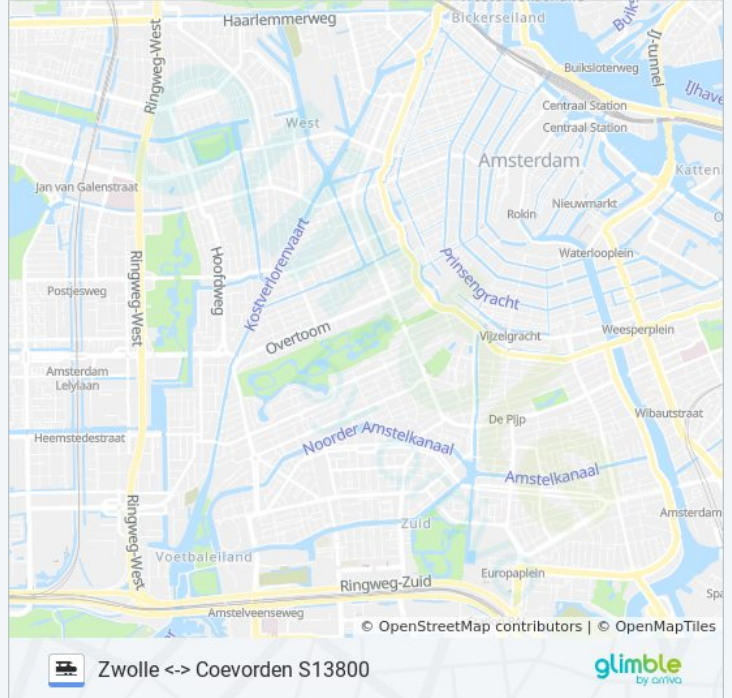 Haarlemmerweg
Bickerseiland
Ringweg-West
IJ-tunnel
Buiksloterweg
Centraal Station
Centraal Station
West
Amsterdam
Jan van Galenstraat
Nieuwmarkt
Rokin
Waterlooplein
Hoofdweg
Kostverlorenvaart
Prinsengracht
Postjesweg
Ringweg-West
Overtoom
Vijzelgracht
Weesperplein
Amsterdam
Lelylaan
Wibautstraat
De Pijp
Heemstedestraat
Noorder Amstelkanaal
Amstelkanaal
Ringweg-West
Zuid
Amsterdam
Voetbaleiland
Europaplein
Ringweg-Zuid
Amstelveenseweg
© OpenStreetMap contributors | © OpenMapTiles
Zwolle <-> Coevorden S13800
glimble
by arriva